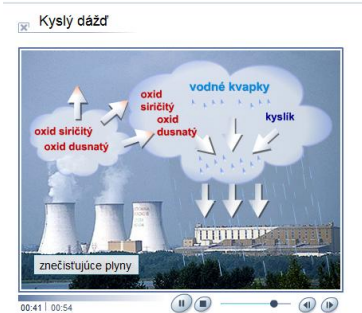 Kyslý dážď
oxid
siričitý
oxid
dusnatý
vodné kvapky
kyslík
oxid siričitý
oxid dusnatý
znečisťujúce plyny
00:41 00:54